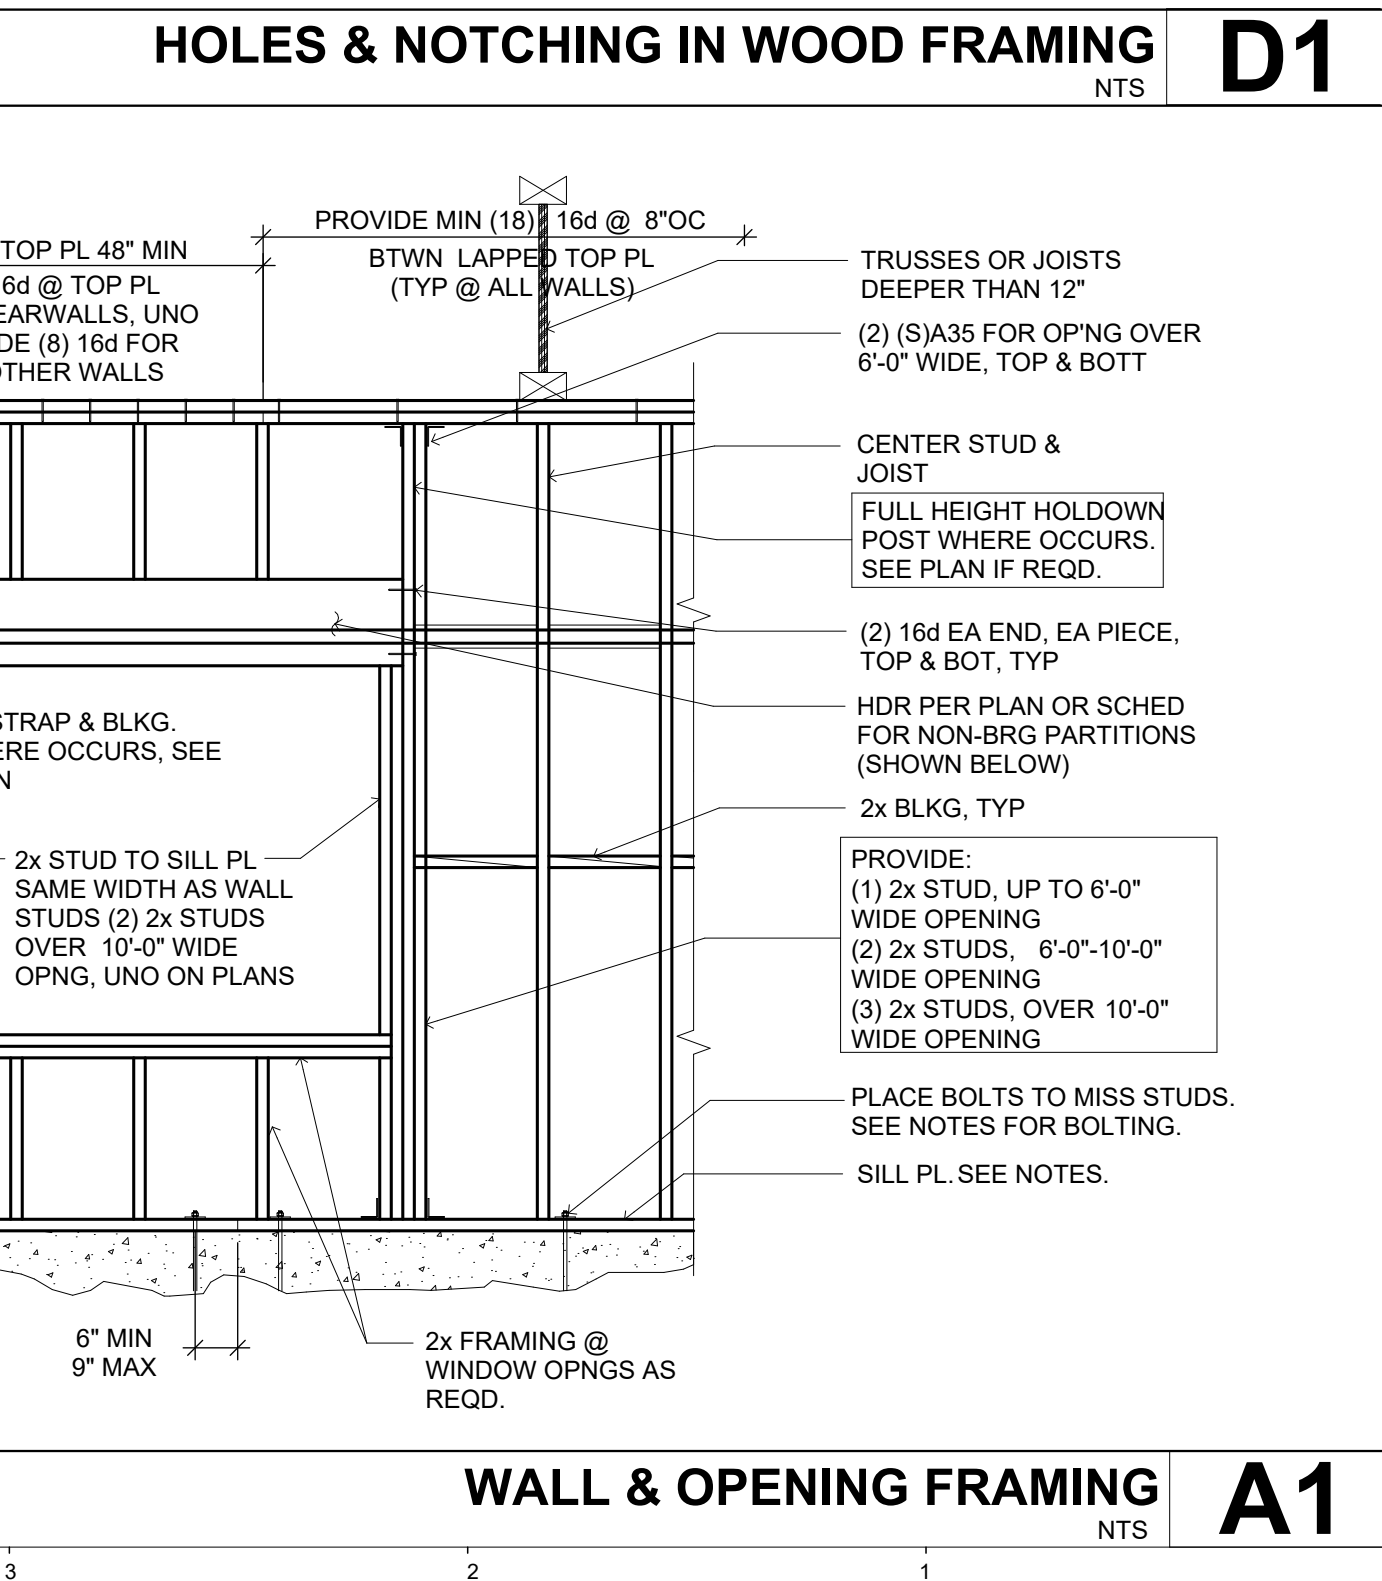 HOLES & NOTCHING IN WOOD FRAMING
NTS
D1
PROVIDE MIN (18) 16d @ 8"OC
BTWN LAPPED TOP PL
(TYP @ ALL WALLS)
TOP PL 48" MIN
6d @ TOP PL
EARWALLS, UNO
DE (8) 16d FOR
OTHER WALLS
TRUSSES OR JOISTS
DEEPER THAN 12"
(2) (S)A35 FOR OP'NG OVER
6'-0" WIDE, TOP & BOTT
CENTER STUD &
JOIST
FULL HEIGHT HOLDOWN
POST WHERE OCCURS.
SEE PLAN IF REQD.
(2) 16d EA END, EA PIECE,
TOP & BOT, TYP
HDR PER PLAN OR SCHED
FOR NON-BRG PARTITIONS
(SHOWN BELOW)
STRAP & BLKG.
ERE OCCURS, SEE
N
2x BLKG, TYP
2x STUD TO SILL PL
SAME WIDTH AS WALL
STUDS (2) 2x STUDS
OVER 10'-0" WIDE
OPNG, UNO ON PLANS
PROVIDE:
(1) 2x STUD, UP TO 6'-0"
WIDE OPENING
(2) 2x STUDS, 6'-0"-10'-0"
WIDE OPENING
(3) 2x STUDS, OVER 10'-0"
WIDE OPENING
PLACE BOLTS TO MISS STUDS.
SEE NOTES FOR BOLTING.
SILL PL. SEE NOTES.
6" MIN
9" MAX
2x FRAMING @
WINDOW OPNGS AS
REQD.
WALL & OPENING FRAMING
NTS
A1
3
2
1